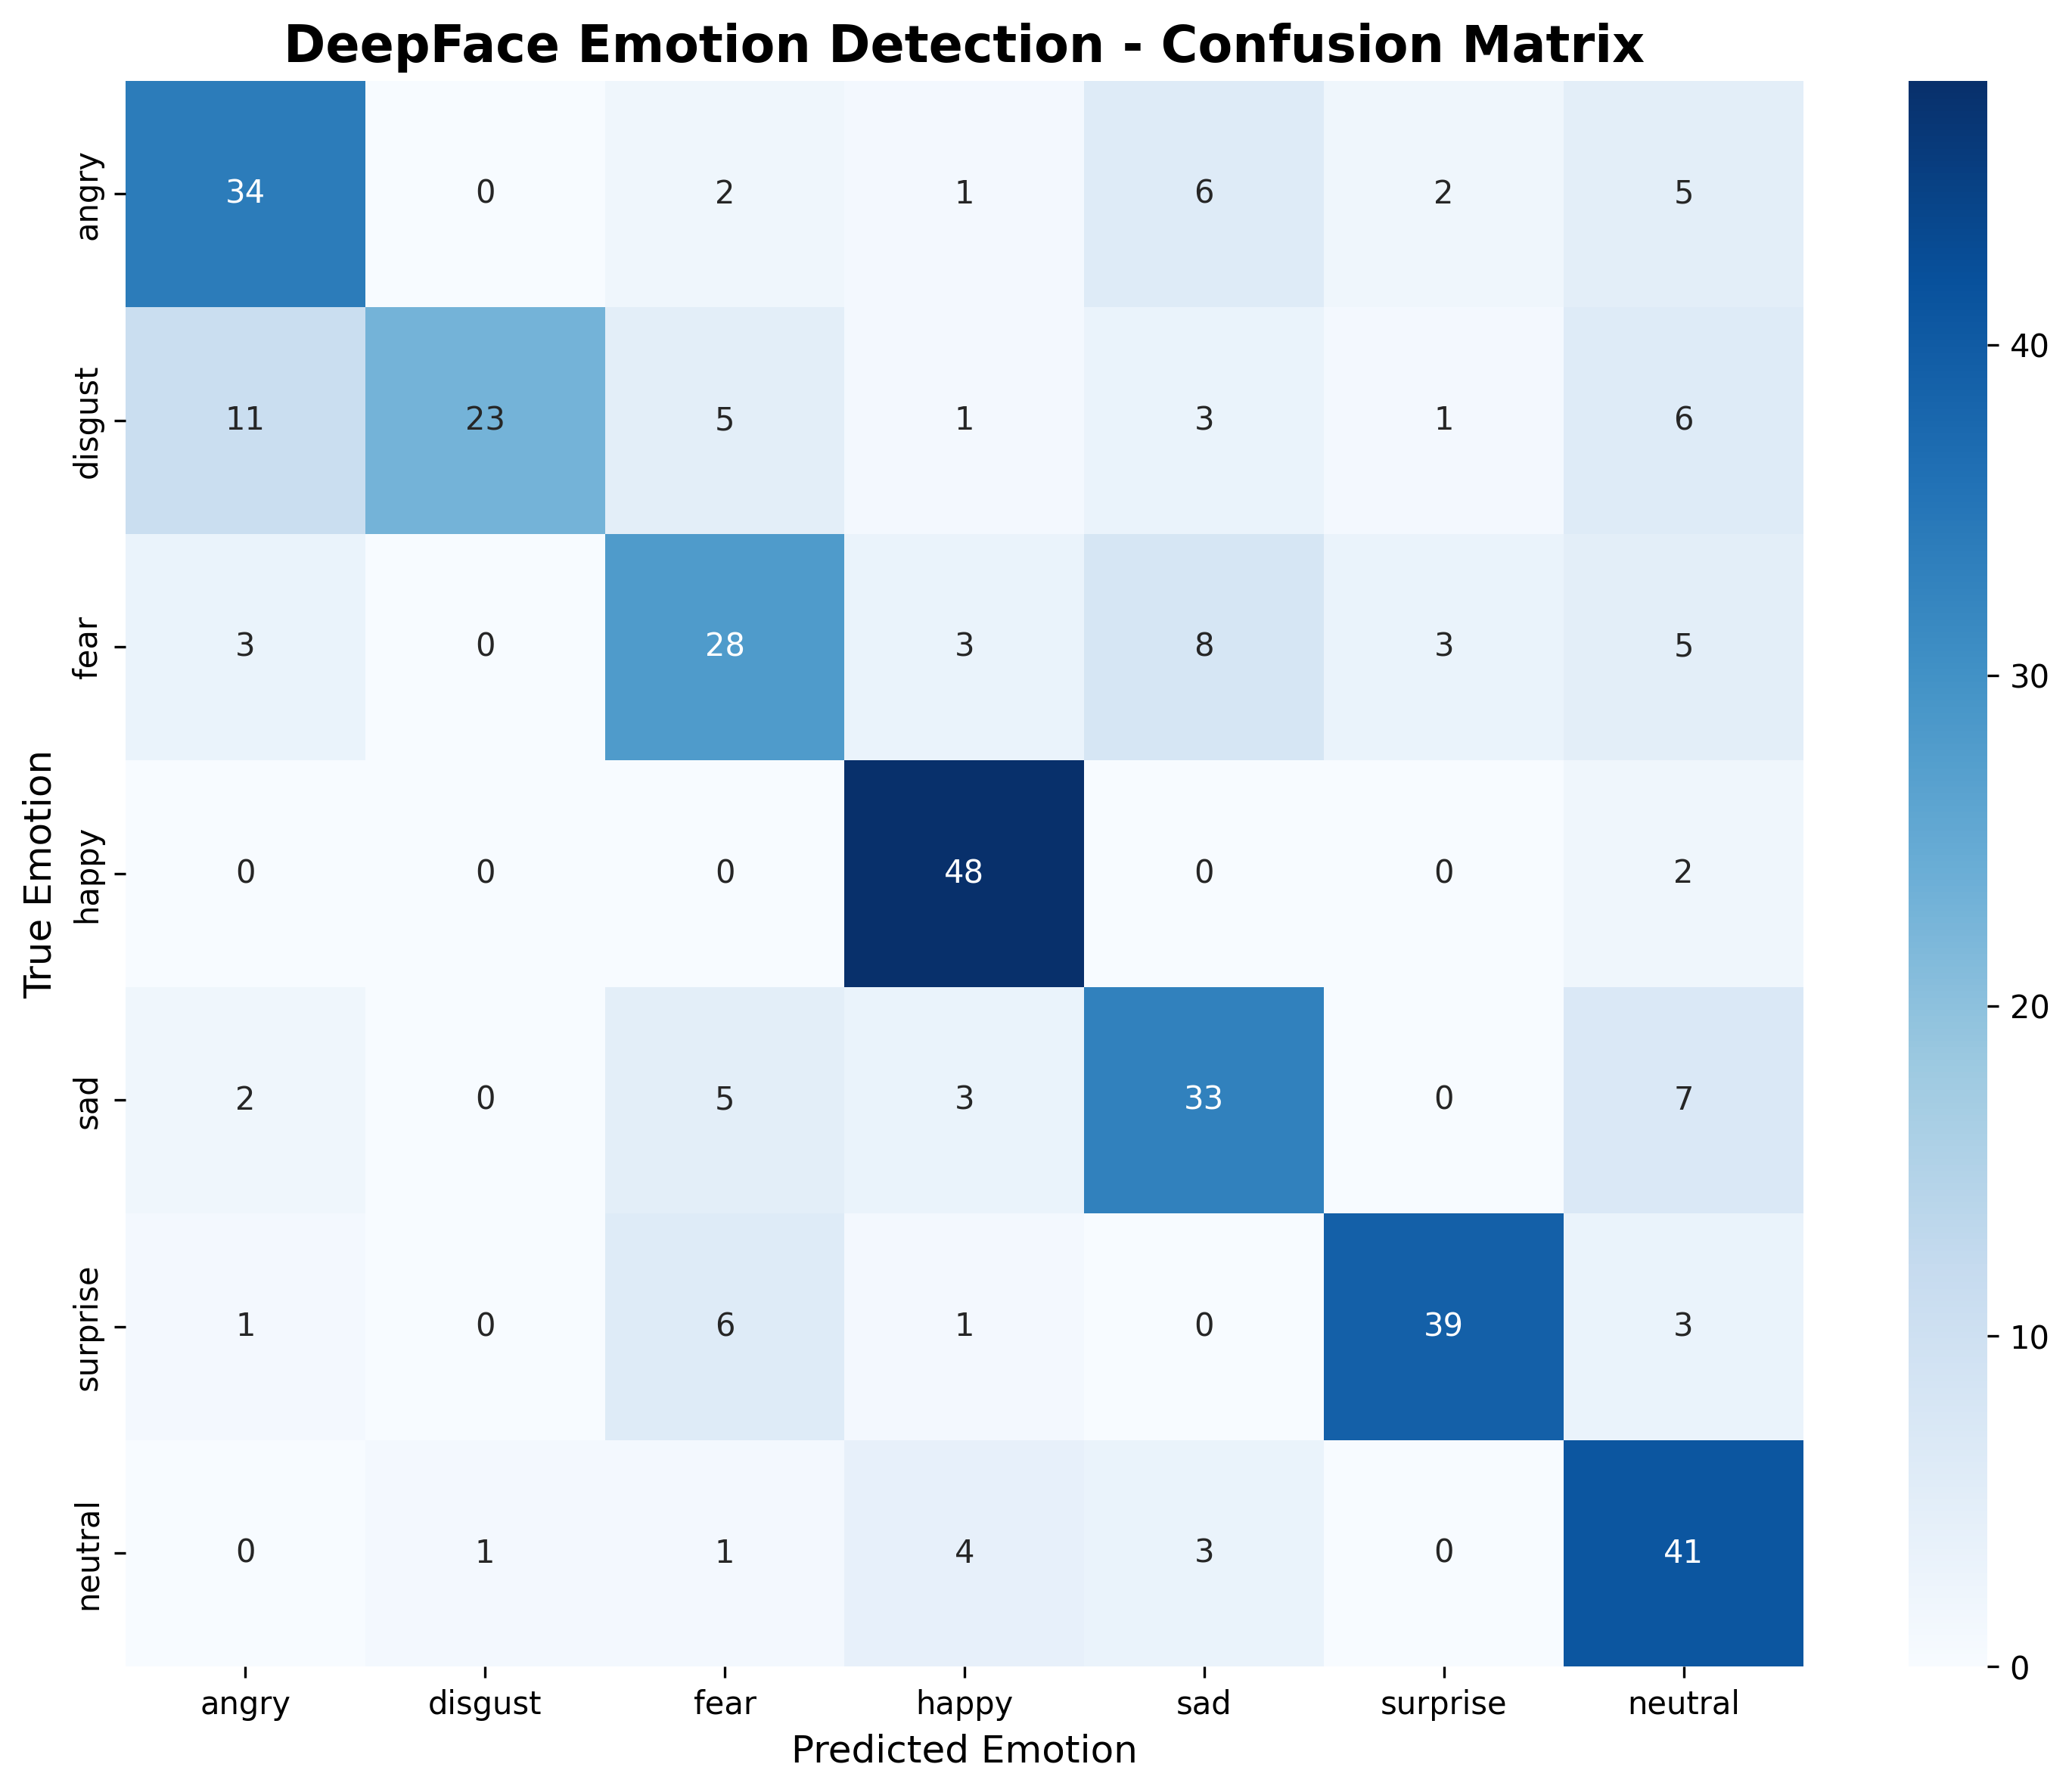 DeepFace Emotion Detection - Confusion Matrix
True Emotion
angry 34 0 2 1 6 2 5
disgust 11 23 5 1 3 1 6
fear 3 0 28 3 8 3 5
happy 0 0 0 48 0 0 2
sad 2 0 5 3 33 0 7
surprise 1 0 6 1 0 39 3
neutral 0 1 1 4 3 0 41
angry disgust fear happy sad surprise neutral
Predicted Emotion
40
30
20
10
0